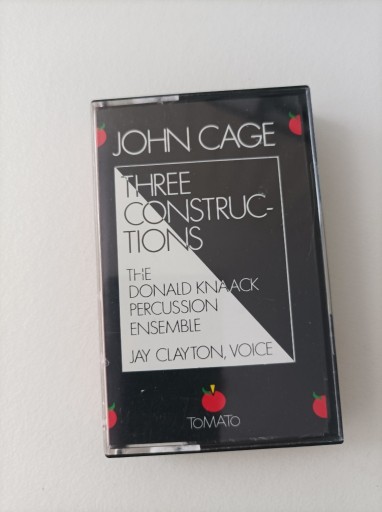 JOHN CAGE
THREE
CONSTRUC-
TIONS
THE
DONALD KNAACK
PERCUSSION
ENSEMBLE
JAY CLAYTON, VOICE
TOMATO